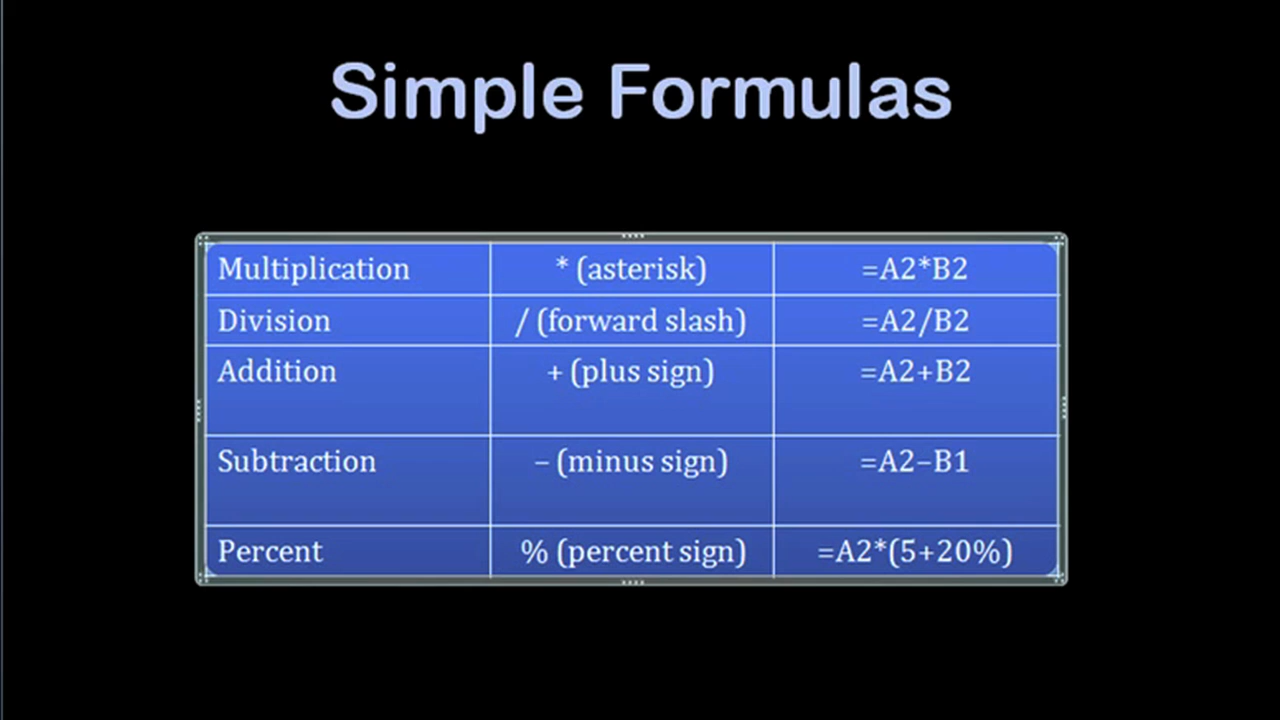 Simple Formulas
Multiplication * (asterisk) =A2*B2
Division / (forward slash) =A2/B2
Addition + (plus sign) =A2+B2
Subtraction – (minus sign) =A2–B1
Percent % (percent sign) =A2*(5+20%)